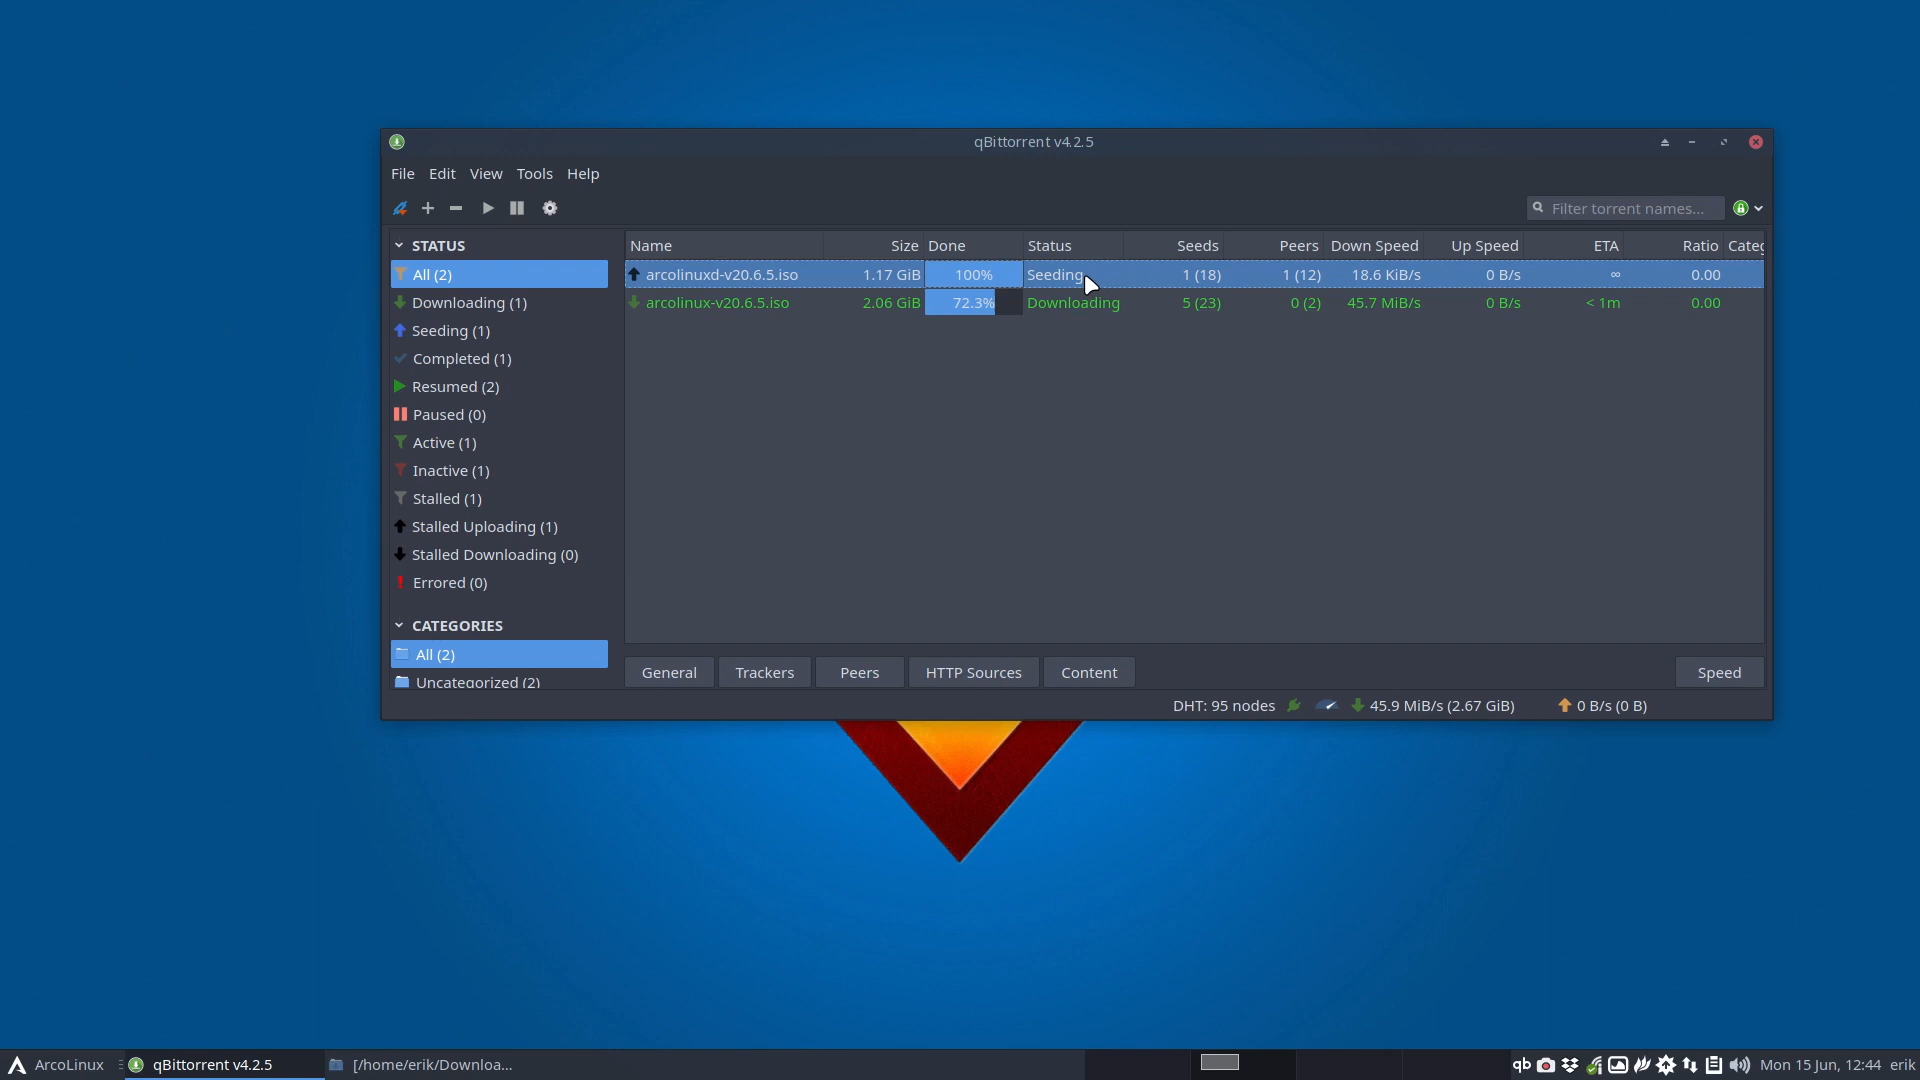 qBittorrent v4.2.5
File Edit View Tools Help
Filter torrent names...
STATUS
All (2)
Downloading (1)
Seeding (1)
Completed (1)
Resumed (2)
Paused (0)
Active (1)
Inactive (1)
Stalled (1)
Stalled Uploading (1)
Stalled Downloading (0)
Errored (0)
CATEGORIES
All (2)
Uncategorized (2)
Name Size Done Status Seeds Peers Down Speed Up Speed ETA Ratio Categ
arcolinuxd-v20.6.5.iso 1.17 GiB 100% Seeding 1 (18) 1 (12) 18.6 KiB/s 0 B/s ∞ 0.00
arcolinux-v20.6.5.iso 2.06 GiB 72.3% Downloading 5 (23) 0 (2) 45.7 MiB/s 0 B/s < 1m 0.00
General Trackers Peers HTTP Sources Content Speed
DHT: 95 nodes 45.9 MiB/s (2.67 GiB) 0 B/s (0 B)
ArcoLinux qBittorrent v4.2.5 [/home/erik/Downloa... qb Mon 15 Jun, 12:44 erik